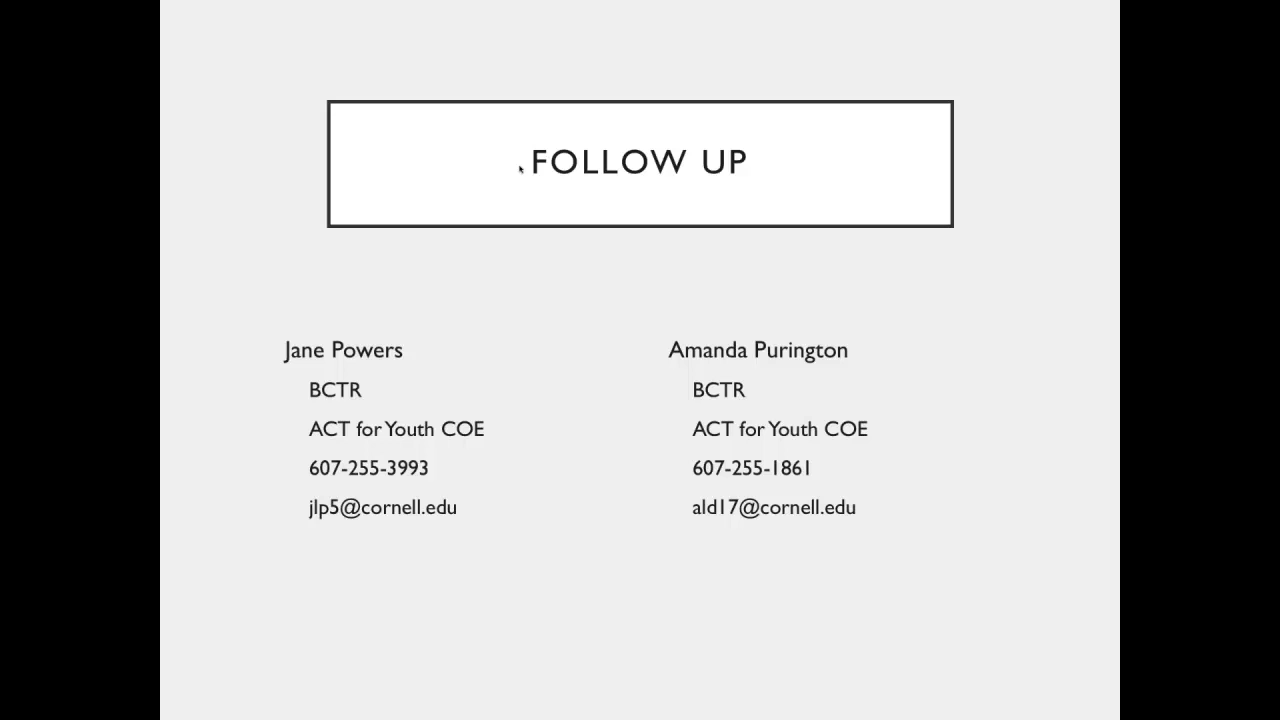 FOLLOW UP
Jane Powers
BCTR
ACT for Youth COE
607-255-3993
jlp5@cornell.edu
Amanda Purington
BCTR
ACT for Youth COE
607-255-1861
ald17@cornell.edu